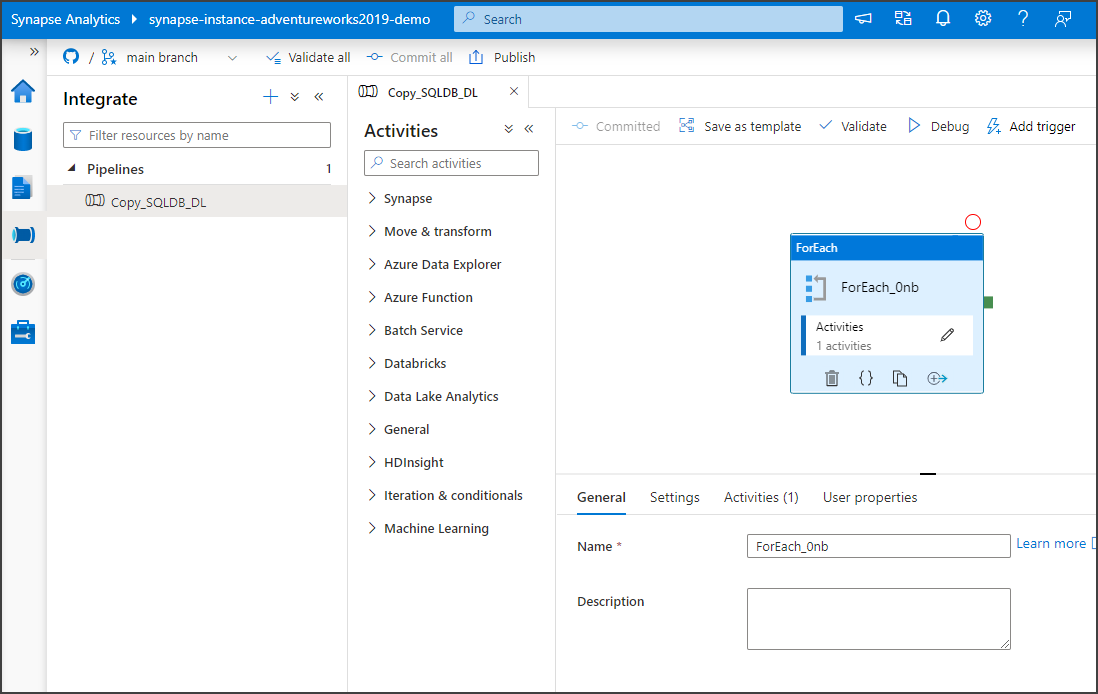 Synapse Analytics synapse-instance-adventureworks2019-demo Search
/ main branch Validate all Commit all Publish
Integrate
Filter resources by name
Pipelines 1
Copy_SQLDB_DL
Copy_SQLDB_DL
Activities
Search activities
Synapse
Move & transform
Azure Data Explorer
Azure Function
Batch Service
Databricks
Data Lake Analytics
General
HDInsight
Iteration & conditionals
Machine Learning
Committed Save as template Validate Debug Add trigger
ForEach
ForEach_0nb
Activities
1 activities
General Settings Activities (1) User properties
Name * ForEach_0nb Learn more
Description